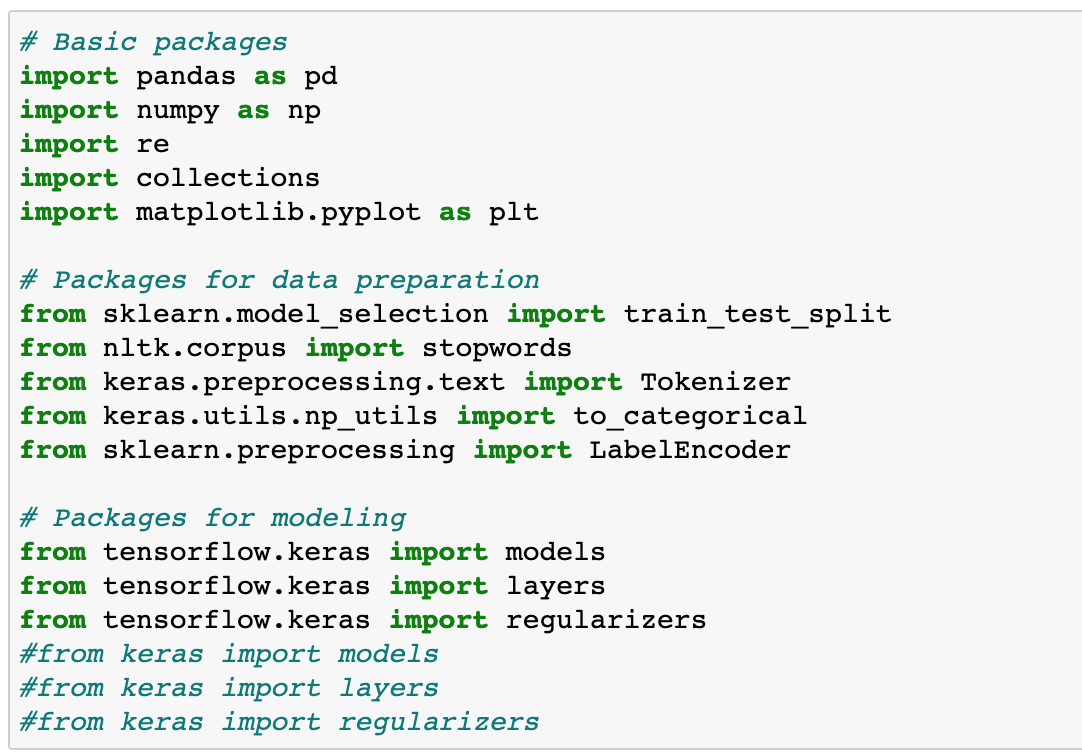 # Basic packages
import pandas as pd
import numpy as np
import re
import collections
import matplotlib.pyplot as plt
# Packages for data preparation
from sklearn.model_selection import train_test_split
from nltk.corpus import stopwords
from keras.preprocessing.text import Tokenizer
from keras.utils.np_utils import to_categorical
from sklearn.preprocessing import LabelEncoder
# Packages for modeling
from tensorflow.keras import models
from tensorflow.keras import layers
from tensorflow.keras import regularizers
#from keras import models
#from keras import layers
#from keras import regularizers